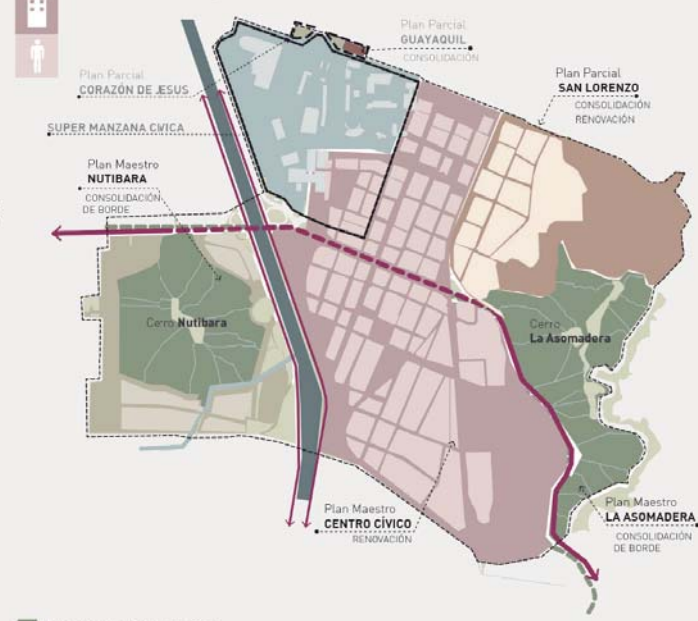 Plan Parcial
GUAYAQUIL
CONSOLIDACIÓN
Plan Parcial
CORAZÓN DE JESUS
Plan Parcial
SAN LORENZO
CONSOLIDACIÓN
RENOVACIÓN
SUPER MANZANA CIVICA
Plan Maestro
NUTIBARA
CONSOLIDACIÓN
DE BORDE
Cerro Nutibara
Cerro
La Asomadera
Plan Maestro
CENTRO CÍVICO
RENOVACIÓN
Plan Maestro
LA ASOMADERA
CONSOLIDACIÓN
DE BORDE